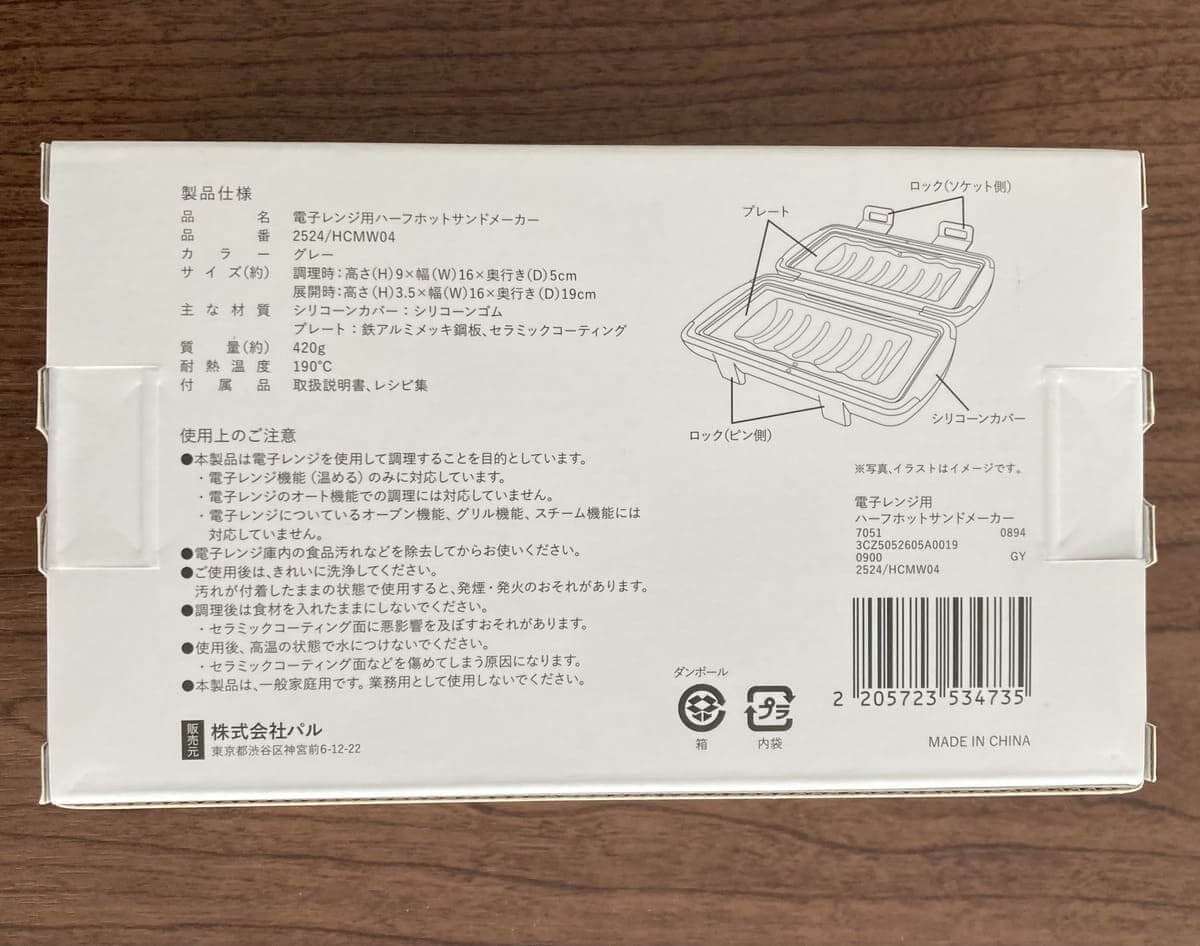 製品仕様
品名 電子レンジ用ハーフホットサンドメーカー
品番 2524/HCMW04
カラー グレー
サイズ(約) 調理時:高さ(H)9×幅(W)16×奥行き(D)5cm
展開時:高さ(H)3.5×幅(W)16×奥行き(D)19cm
主な材質 シリコーンカバー:シリコーンゴム
プレート:鉄アルミメッキ鋼板、セラミックコーティング
質量(約) 420g
耐熱温度 190℃
付属品 取扱説明書、レシピ集
使用上のご注意
●本製品は電子レンジを使用して調理することを目的としています。
・電子レンジ機能(温める)のみに対応しています。
・電子レンジのオート機能での調理には対応していません。
・電子レンジについているオーブン機能、グリル機能、スチーム機能には
対応していません。
●電子レンジ庫内の食品汚れなどを除去してからお使いください。
●ご使用後は、きれいに洗浄してください。
汚れが付着したままの状態で使用すると、発煙・発火のおそれがあります。
●調理後は食材を入れたままにしないでください。
・セラミックコーティング面に悪影響を及ぼすおそれがあります。
●使用後、高温の状態で水につけないでください。
・セラミックコーティング面などを傷めてしまう原因になります。
●本製品は、一般家庭用です。業務用として使用しないでください。
販売元 株式会社パル
東京都渋谷区神宮前6-12-22
ロック(ソケット側)
プレート
シリコーンカバー
ロック(ピン側)
※写真、イラストはイメージです。
電子レンジ用
ハーフホットサンドメーカー
7051 0894
3CZ5052605A0019
0900 GY
2524/HCMW04
2 205723 534735
ダンボール
プラ
箱 内袋
MADE IN CHINA